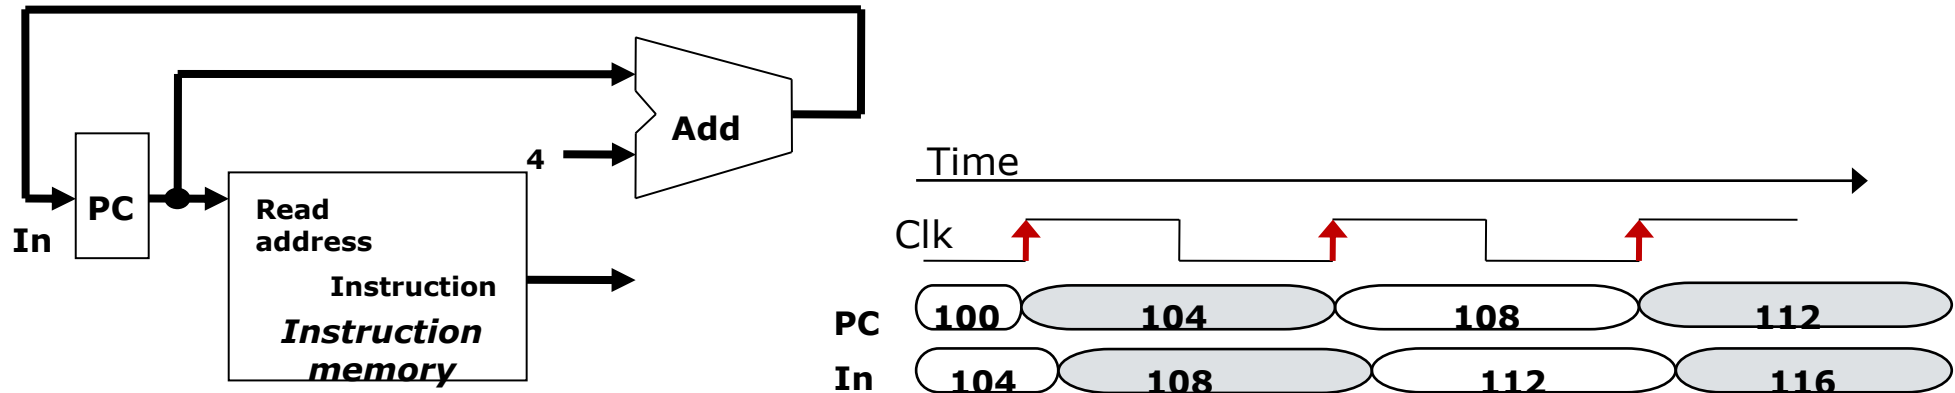 Add
4
PC
In
Read
address
Instruction
Instruction
memory
Time
Clk
PC 100 104 108 112
In 104 108 112 116